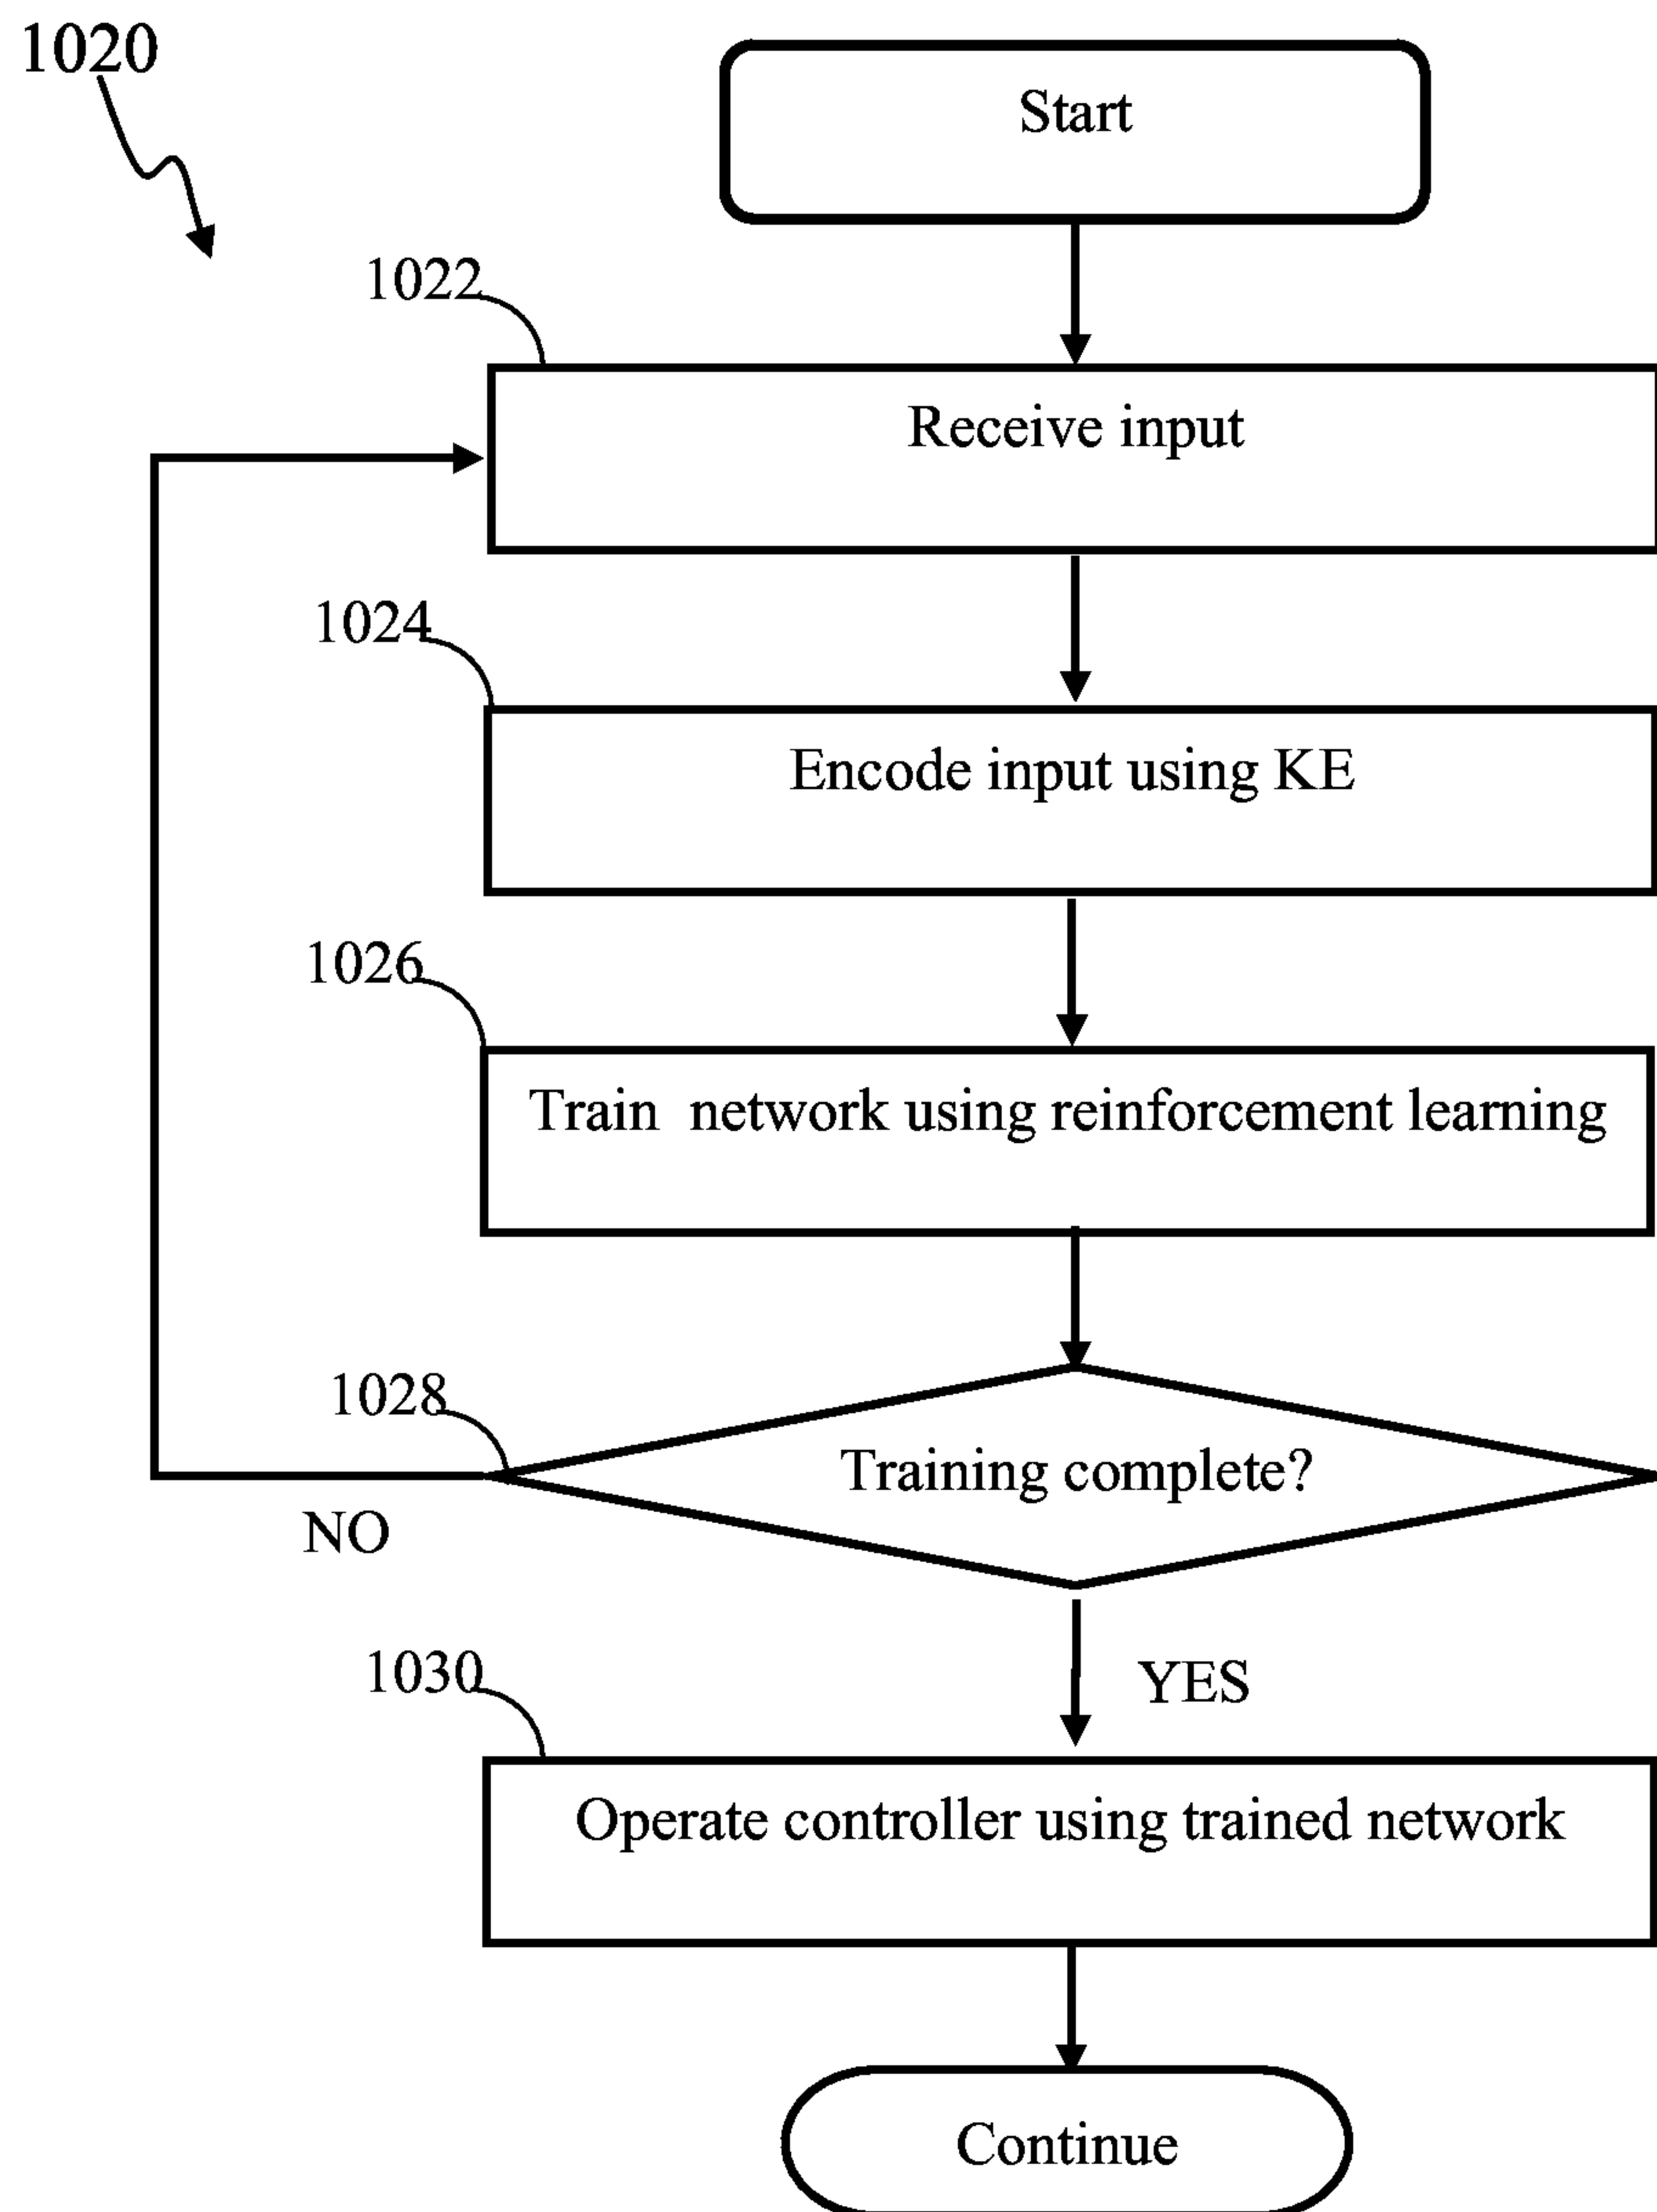 1020
Start
1022
Receive input
1024
Encode input using KE
1026
Train network using reinforcement learning
1028
Training complete?
NO
YES
1030
Operate controller using trained network
Continue